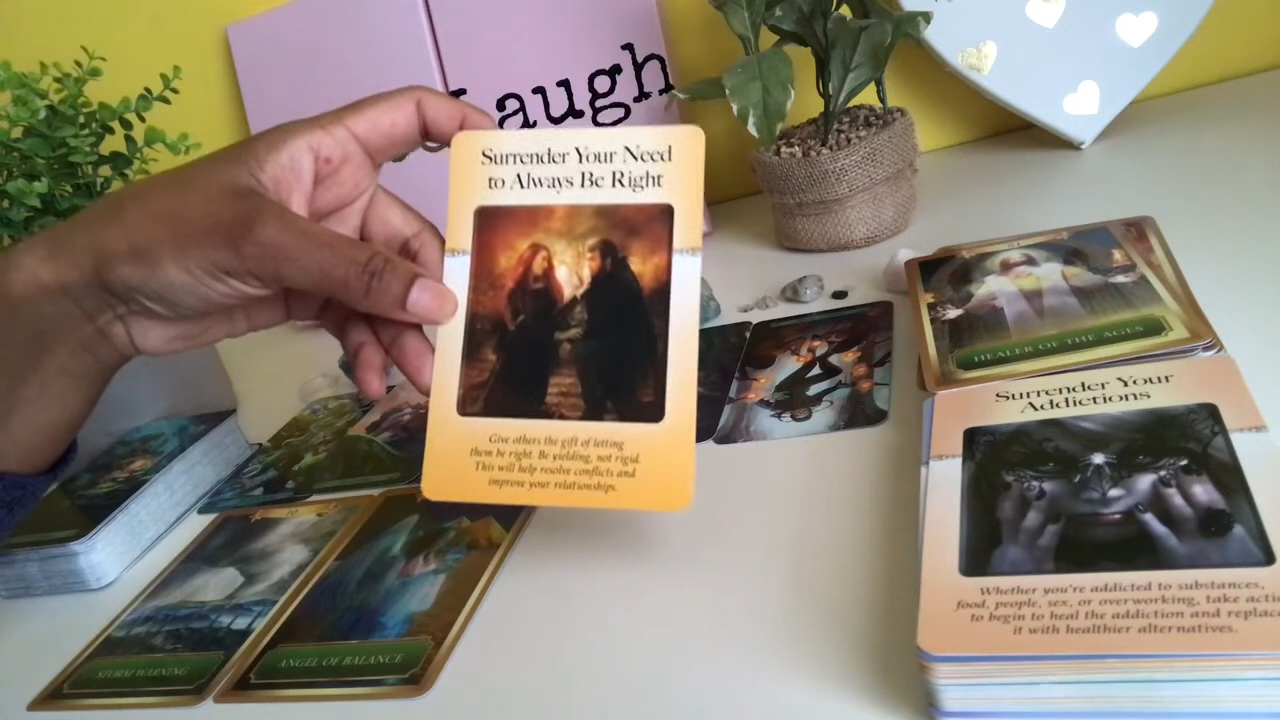 Laugh
Surrender Your Need
to Always Be Right
Give others the gift of letting
them be right. Be yielding, not rigid.
This will help resolve conflicts and
improve your relationships.
HEALER OF THE AGES
Surrender Your
Addictions
Whether you're addicted to substances,
food, people, sex, or overworking, take
to begin to heal the addiction and
it with healthier alternatives.
10
STORM WARNING
ANGEL OF BALANCE